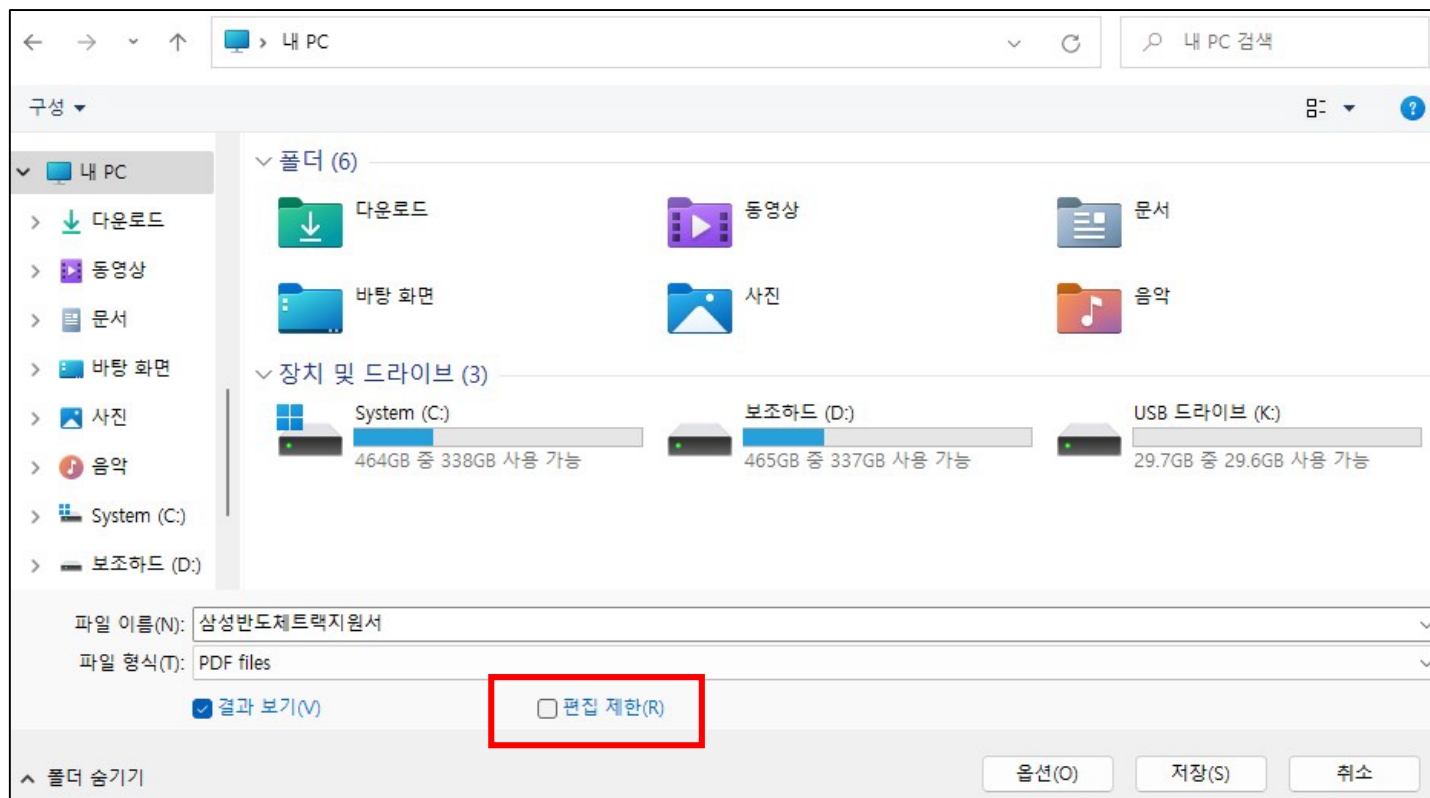 내 PC
내 PC 검색
구성
내 PC
다운로드
동영상
문서
바탕 화면
사진
음악
System (C:)
보조하드 (D:)
폴더 (6)
다운로드
동영상
문서
바탕 화면
사진
음악
장치 및 드라이브 (3)
System (C:)
464GB 중 338GB 사용 가능
보조하드 (D:)
465GB 중 337GB 사용 가능
USB 드라이브 (K:)
29.7GB 중 29.6GB 사용 가능
파일 이름(N): 삼성반도체트랙지원서
파일 형식(T): PDF files
결과 보기(V) 편집 제한(R)
폴더 숨기기 옵션(O) 저장(S) 취소